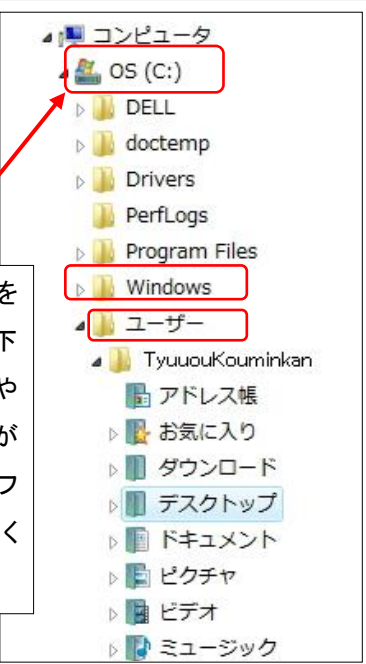 コンピュータ
OS (C:)
DELL
doctemp
Drivers
PerfLogs
Program Files
Windows
ユーザー
TyuuouKouminkan
アドレス帳
お気に入り
ダウンロード
デスクトップ
ドキュメント
ピクチャ
ビデオ
ミュージック
を
下
や
が
フ
く